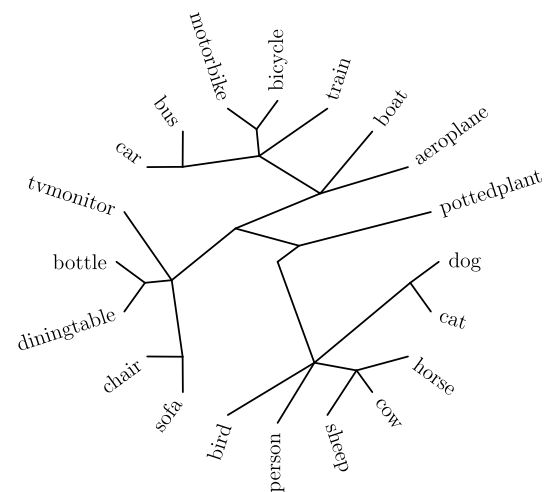 motorbike
bicycle
train
boat
bus
car
aeroplane
tvmonitor
pottedplant
bottle
dog
diningtable
cat
chair
horse
sofa
cow
bird
person
sheep